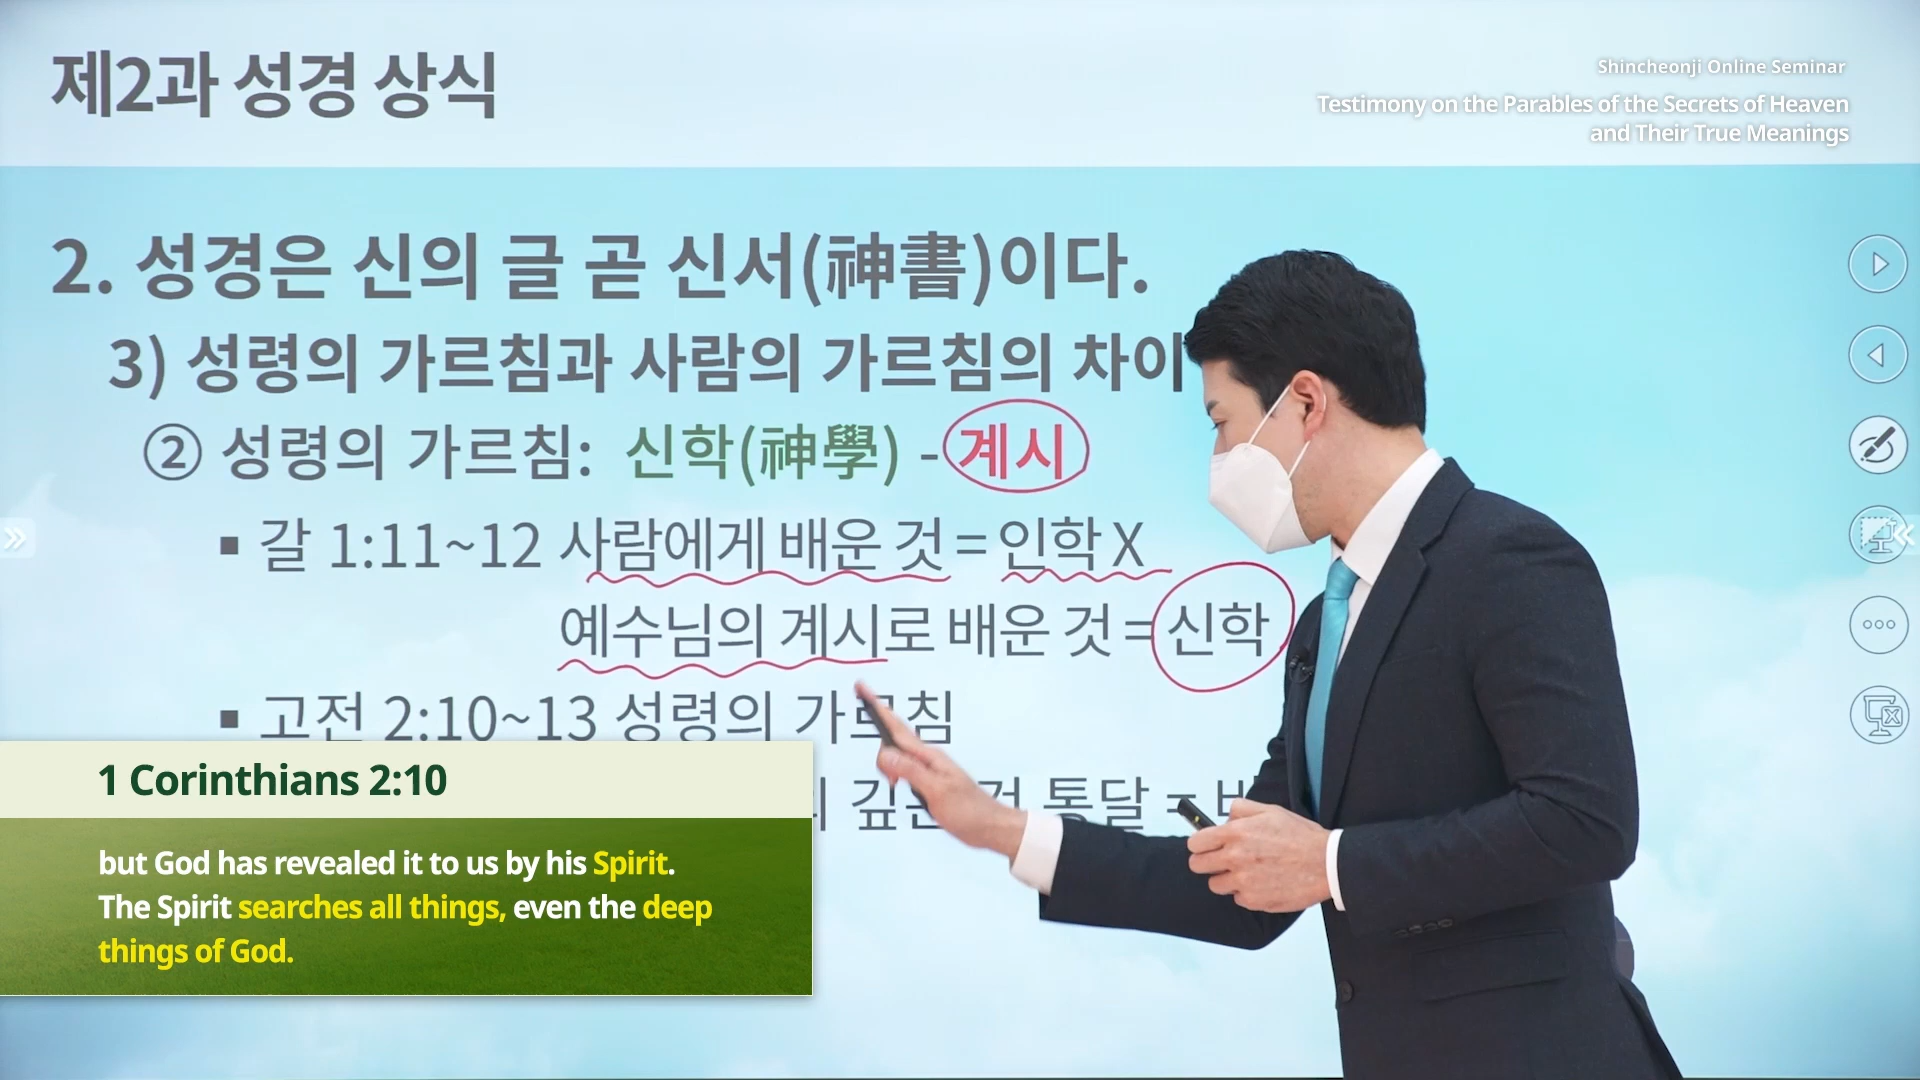 제2과 성경 상식
Shincheonji Online Seminar
Testimony on the Parables of the Secrets of Heaven
and Their True Meanings
2. 성경은 신의 글 곧 신서(神書)이다.
3) 성령의 가르침과 사람의 가르침의 차이
② 성령의 가르침: 신학(神學) - 계시
▪ 갈 1:11~12 사람에게 배운 것 = 인학 X
예수님의 계시로 배운 것 = 신학
▪ 고전 2:10~13 성령의 가르침
통달 =
1 Corinthians 2:10
but God has revealed it to us by his Spirit.
The Spirit searches all things, even the deep
things of God.